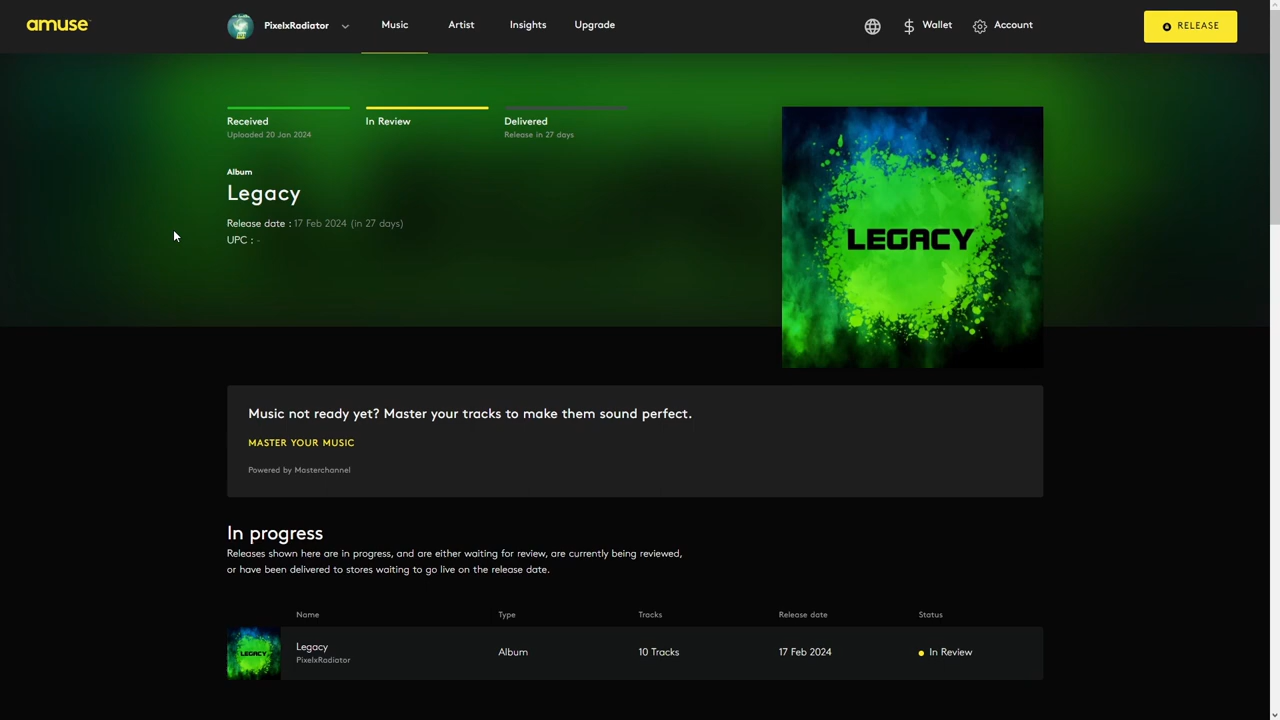 amuse
PixelxRadiator
Music
Artist
Insights
Upgrade
Wallet
Account
RELEASE
Received
Uploaded 20 Jan 2024
In Review
Delivered
Release in 27 days
Album
Legacy
Release date : 17 Feb 2024 (in 27 days)
UPC : -
LEGACY
Music not ready yet? Master your tracks to make them sound perfect.
MASTER YOUR MUSIC
Powered by Masterchannel
In progress
Releases shown here are in progress, and are either waiting for review, are currently being reviewed,
or have been delivered to stores waiting to go live on the release date.
Name Type Tracks Release date Status
LEGACY
Legacy
PixelxRadiator
Album
10 Tracks
17 Feb 2024
In Review